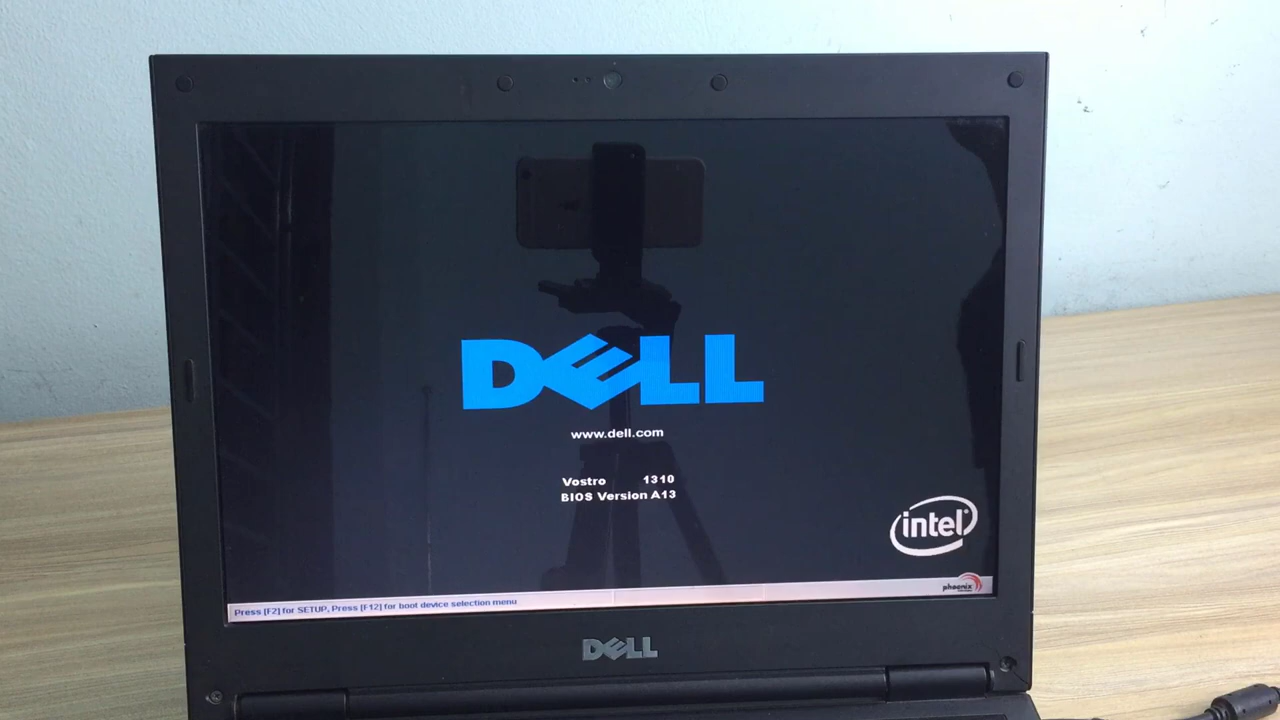 DELL
www.dell.com
Vostro 1310
BIOS Version A13
intel
phoenix
Press [F2] for SETUP, Press [F12] for boot device selection menu
DELL